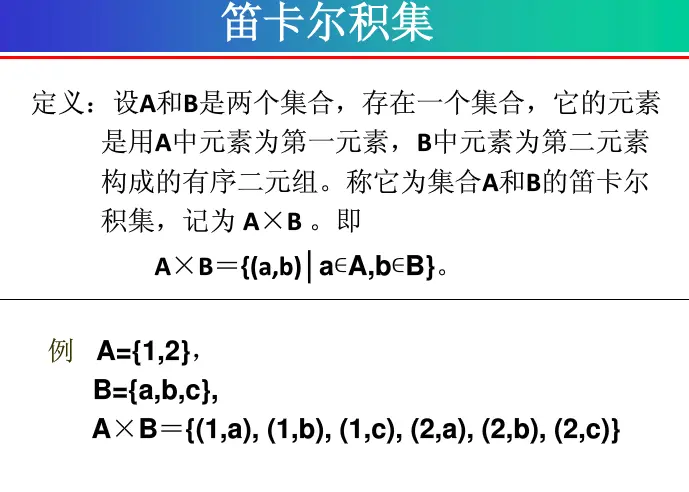 笛卡尔积集
定义：设A和B是两个集合，存在一个集合，它的元素
是用A中元素为第一元素，B中元素为第二元素
构成的有序二元组。称它为集合A和B的笛卡尔
积集，记为 A×B 。即
A×B＝{(a,b)│a∈A,b∈B}。
例 A={1,2}，
B={a,b,c},
A×B＝{(1,a), (1,b), (1,c), (2,a), (2,b), (2,c)}